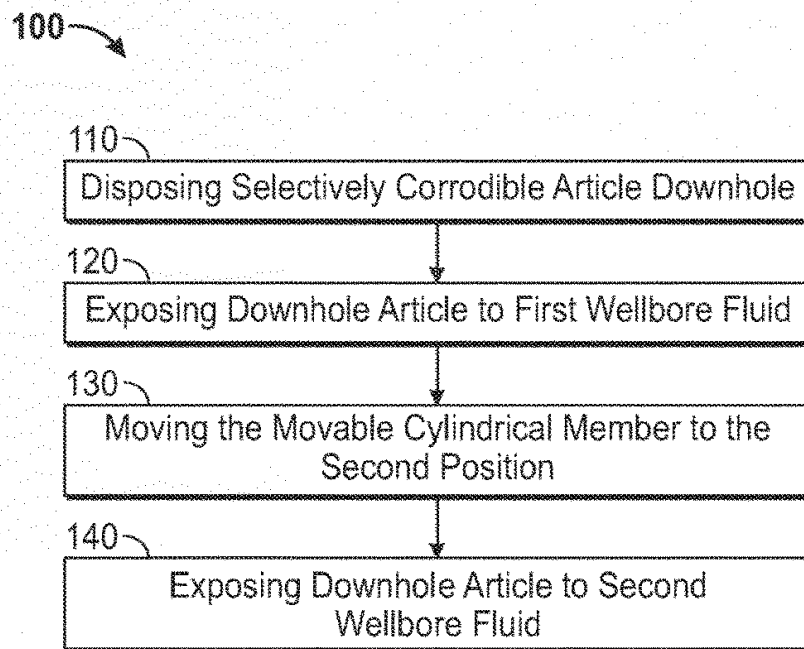 100
110
Disposing Selectively Corrodible Article Downhole
120
Exposing Downhole Article to First Wellbore Fluid
130
Moving the Movable Cylindrical Member to the
Second Position
140
Exposing Downhole Article to Second
Wellbore Fluid